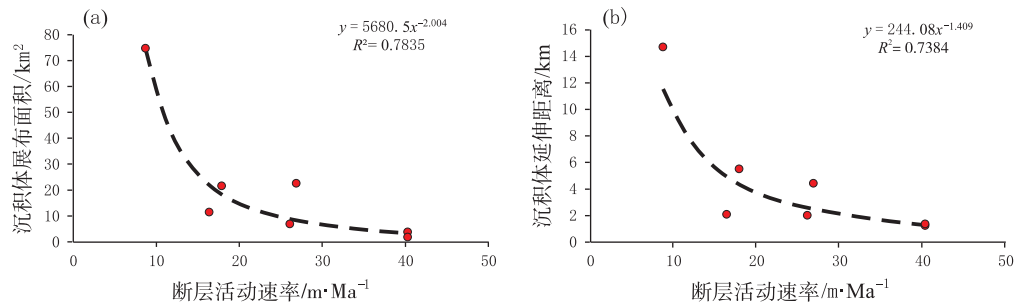 (a)
y = 5680.5x⁻²·⁰⁰⁴
R²= 0.7835
沉积体展布面积/km²
80
70
60
50
40
30
20
10
0
0 10 20 30 40 50
断层活动速率/m·Ma⁻¹
(b)
y = 244.08x⁻¹·⁴⁰⁹
R²= 0.7384
沉积体延伸距离/km
16
14
12
10
8
6
4
2
0
0 10 20 30 40 50
断层活动速率/m·Ma⁻¹